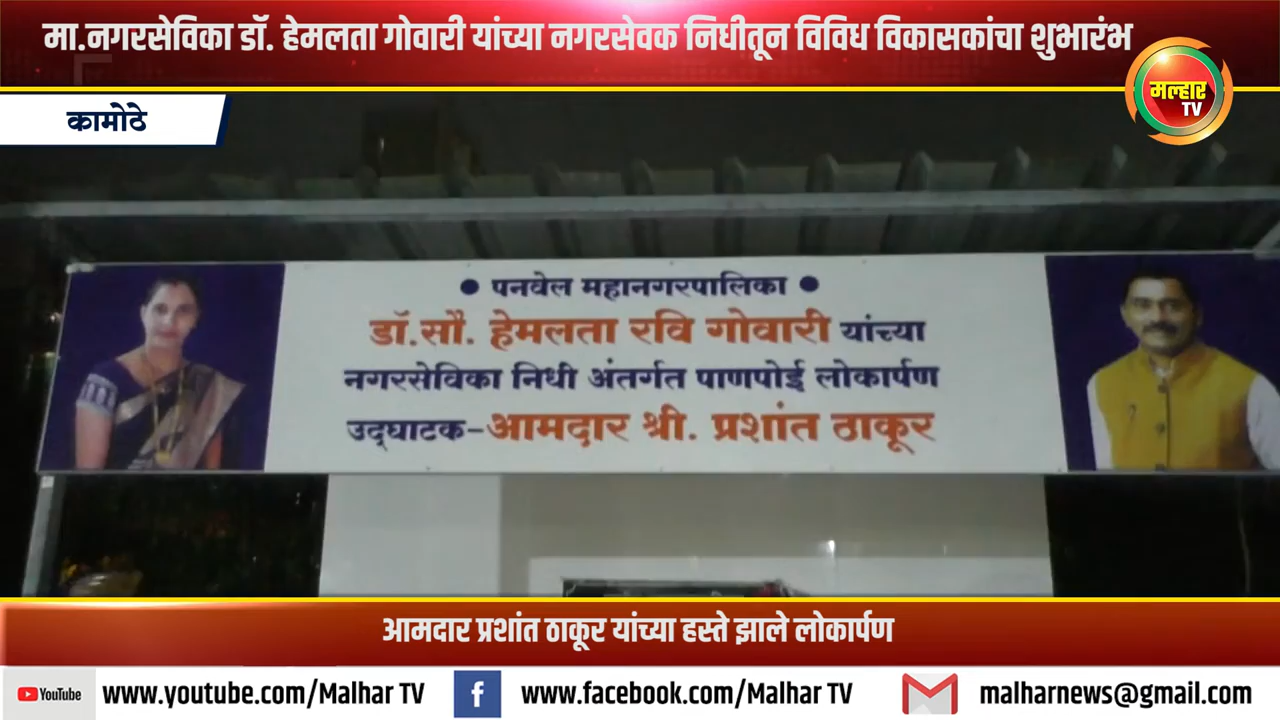 मा.नगरसेविका डॉ. हेमलता गोवारी यांच्या नगरसेवक निधीतून विविध विकासकांचा शुभारंभ
मल्हार
TV
कामोठे
● पनवेल महानगरपालिका ●
डॉ.सौ. हेमलता रवि गोवारी यांच्या
नगरसेविका निधी अंतर्गत पाणपोई लोकार्पण
उद्घाटक-आमदार श्री. प्रशांत ठाकूर
आमदार प्रशांत ठाकूर यांच्या हस्ते झाले लोकार्पण
YouTube www.youtube.com/Malhar TV f www.facebook.com/Malhar TV malharnews@gmail.com